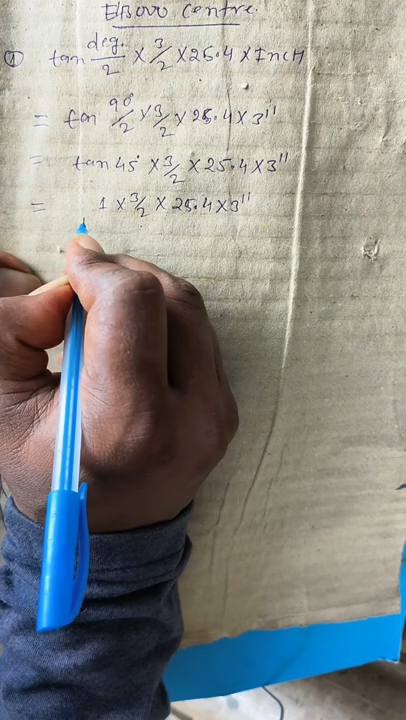 Elbow centre.
① tan deg./2 × 3/2 × 25.4 × IncH
= tan 90°/2 × 3/2 × 25.4 × 3"
= tan 45° × 3/2 × 25.4 × 3"
= 1 × 3/2 × 25.4 × 3"